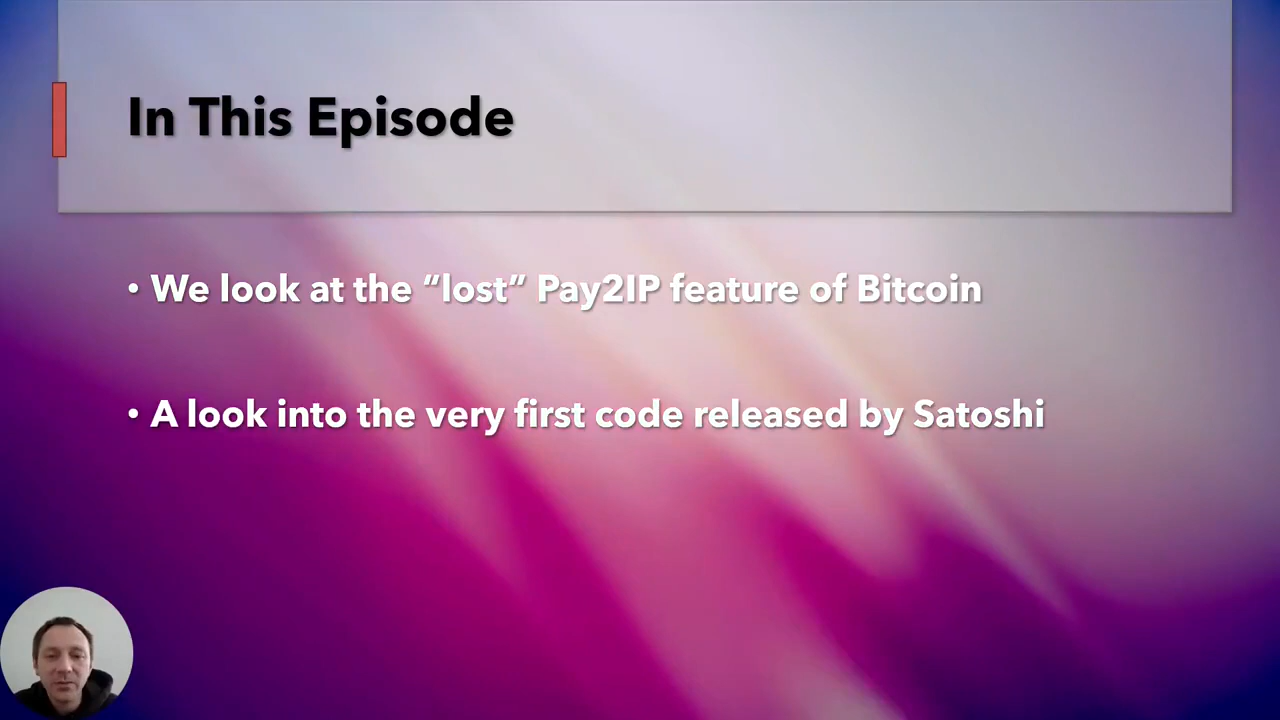 In This Episode
• We look at the “lost” Pay2IP feature of Bitcoin
• A look into the very first code released by Satoshi